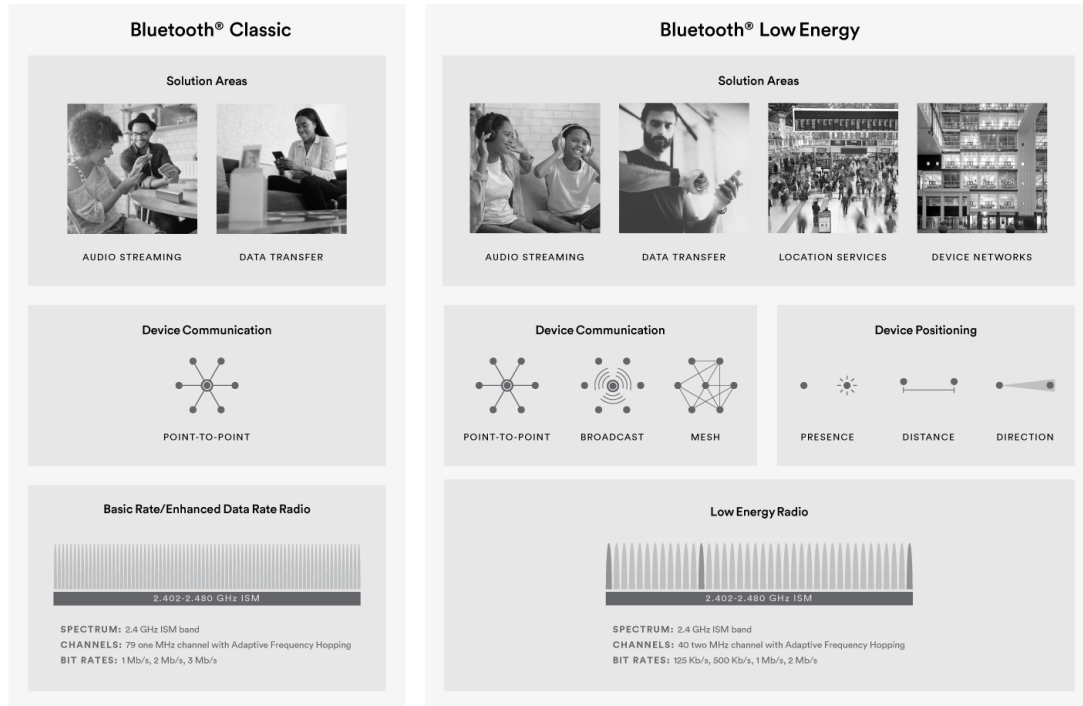 Bluetooth® Classic
Solution Areas
AUDIO STREAMING
DATA TRANSFER
Device Communication
POINT-TO-POINT
Basic Rate/Enhanced Data Rate Radio
2.402-2.480 GHz ISM
SPECTRUM: 2.4 GHz ISM band
CHANNELS: 79 one MHz channel with Adaptive Frequency Hopping
BIT RATES: 1 Mb/s, 2 Mb/s, 3 Mb/s
Bluetooth® Low Energy
Solution Areas
AUDIO STREAMING
DATA TRANSFER
LOCATION SERVICES
DEVICE NETWORKS
Device Communication
POINT-TO-POINT
BROADCAST
MESH
Device Positioning
PRESENCE
DISTANCE
DIRECTION
Low Energy Radio
2.402-2.480 GHz ISM
SPECTRUM: 2.4 GHz ISM band
CHANNELS: 40 two MHz channel with Adaptive Frequency Hopping
BIT RATES: 125 Kb/s, 500 Kb/s, 1 Mb/s, 2 Mb/s